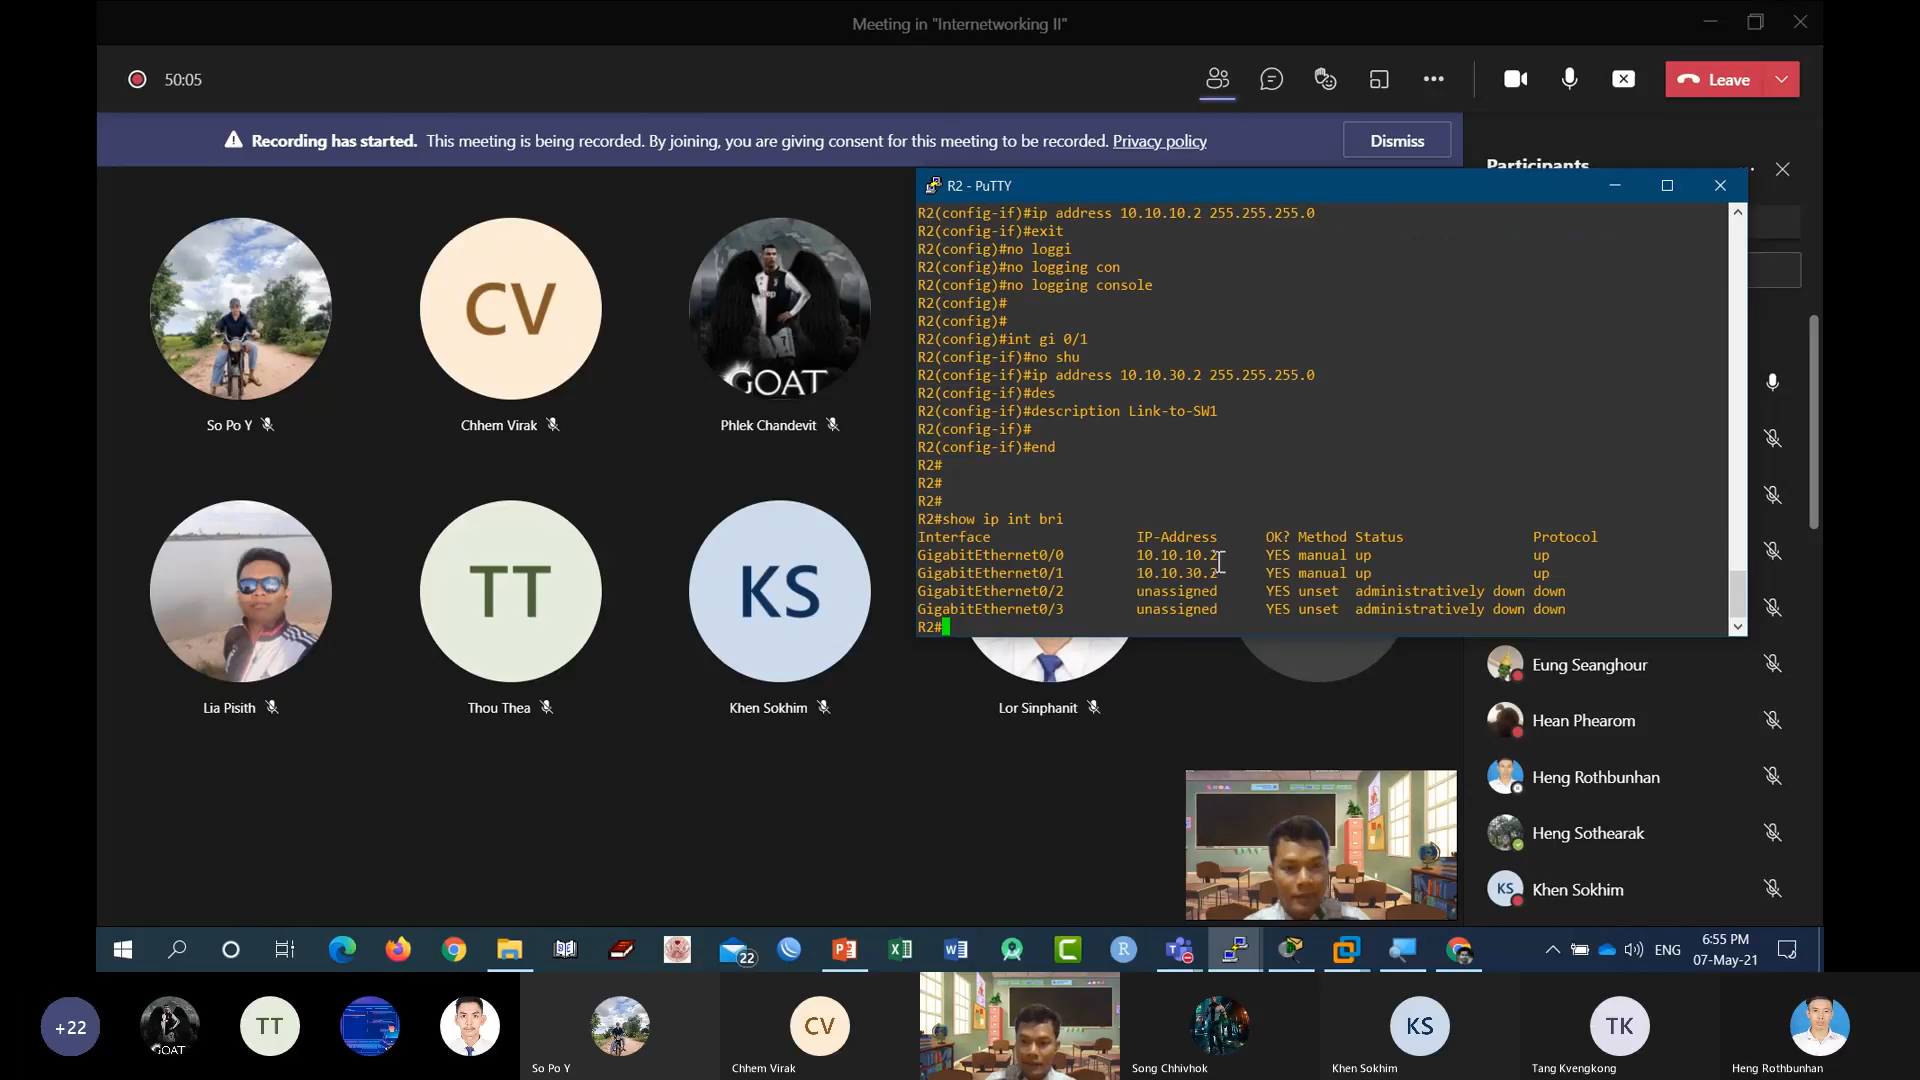 Meeting in "Internetworking II"
50:05
Leave
Recording has started. This meeting is being recorded. By joining, you are giving consent for this meeting to be recorded. Privacy policy
Dismiss
Participants
R2 - PuTTY
R2(config-if)#ip address 10.10.10.2 255.255.255.0
R2(config-if)#exit
R2(config)#no loggi
R2(config)#no logging con
R2(config)#no logging console
R2(config)#
R2(config)#
R2(config)#int gi 0/1
R2(config-if)#no shu
R2(config-if)#ip address 10.10.30.2 255.255.255.0
R2(config-if)#des
R2(config-if)#description Link-to-SW1
R2(config-if)#
R2(config-if)#end
R2#
R2#
R2#
R2#show ip int bri
Interface IP-Address OK? Method Status Protocol
GigabitEthernet0/0 10.10.10.2 YES manual up up
GigabitEthernet0/1 10.10.30.2 YES manual up up
GigabitEthernet0/2 unassigned YES unset administratively down down
GigabitEthernet0/3 unassigned YES unset administratively down down
R2#
CV
GOAT
So Po Y
Chhem Virak
Phlek Chandevit
TT
KS
Lia Pisith
Thou Thea
Khen Sokhim
Lor Sinphanit
Eung Seanghour
Hean Phearom
Heng Rothbunhan
Heng Sothearak
KS
Khen Sokhim
22
ENG
6:55 PM
07-May-21
+22
GOAT
TT
So Po Y
CV
Chhem Virak
Song Chhivhok
KS
Khen Sokhim
TK
Tang Kvengkong
Heng Rothbunhan